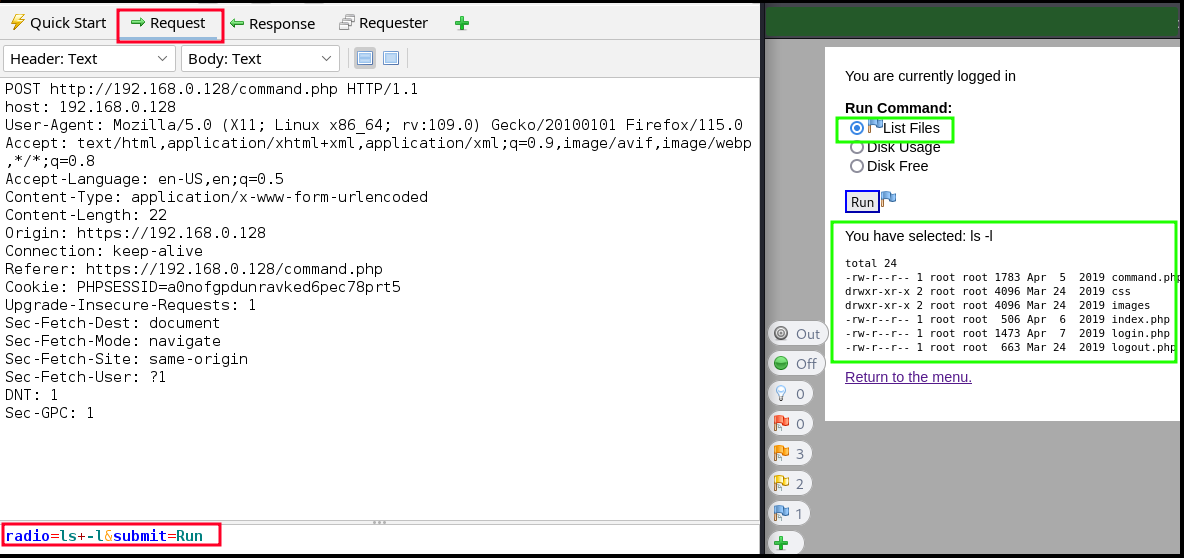 Quick Start Request Response Requester
Header: Text Body: Text
POST http://192.168.0.128/command.php HTTP/1.1
host: 192.168.0.128
User-Agent: Mozilla/5.0 (X11; Linux x86_64; rv:109.0) Gecko/20100101 Firefox/115.0
Accept: text/html,application/xhtml+xml,application/xml;q=0.9,image/avif,image/webp
,*/*;q=0.8
Accept-Language: en-US,en;q=0.5
Content-Type: application/x-www-form-urlencoded
Content-Length: 22
Origin: https://192.168.0.128
Connection: keep-alive
Referer: https://192.168.0.128/command.php
Cookie: PHPSESSID=a0nofgpdunravked6pec78prt5
Upgrade-Insecure-Requests: 1
Sec-Fetch-Dest: document
Sec-Fetch-Mode: navigate
Sec-Fetch-Site: same-origin
Sec-Fetch-User: ?1
DNT: 1
Sec-GPC: 1
radio=ls+-l&submit=Run
You are currently logged in
Run Command:
List Files
Disk Usage
Disk Free
Run
You have selected: ls -l
total 24
-rw-r--r-- 1 root root 1783 Apr  5  2019 command.php
drwxr-xr-x 2 root root 4096 Mar 24  2019 css
drwxr-xr-x 2 root root 4096 Mar 24  2019 images
-rw-r--r-- 1 root root  506 Apr  6  2019 index.php
-rw-r--r-- 1 root root 1473 Apr  7  2019 login.php
-rw-r--r-- 1 root root  663 Mar 24  2019 logout.php
Return to the menu.
Out
Off
0
0
3
2
1